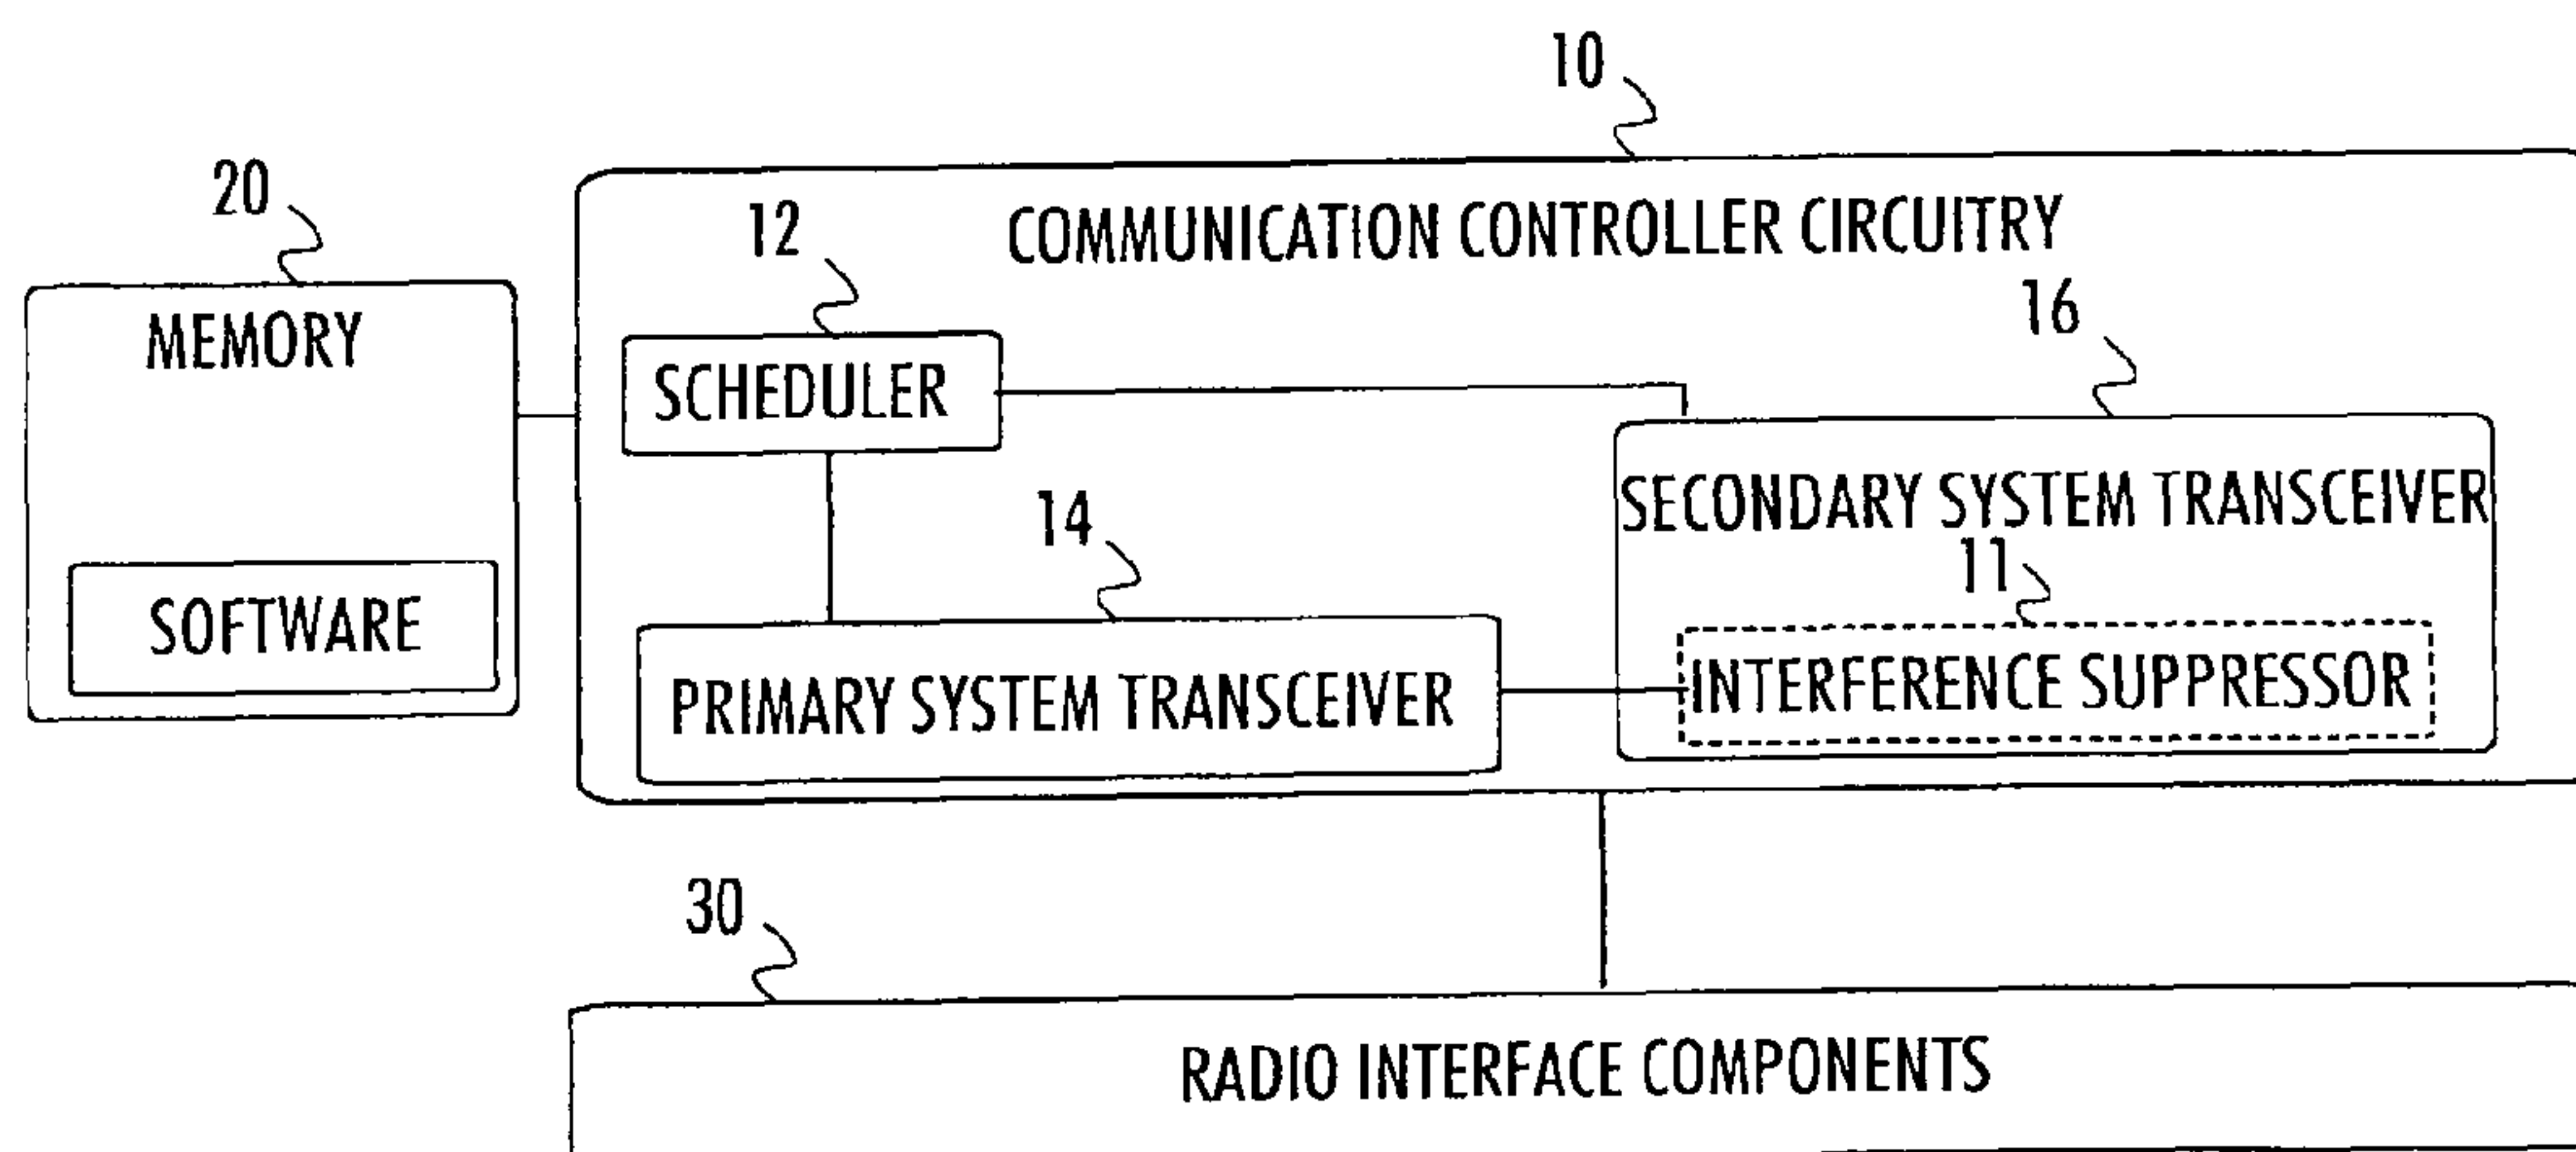 10
20
12
COMMUNICATION CONTROLLER CIRCUITRY
16
MEMORY
SCHEDULER
14
SECONDARY SYSTEM TRANSCEIVER
11
SOFTWARE
PRIMARY SYSTEM TRANSCEIVER
INTERFERENCE SUPPRESSOR
30
RADIO INTERFACE COMPONENTS